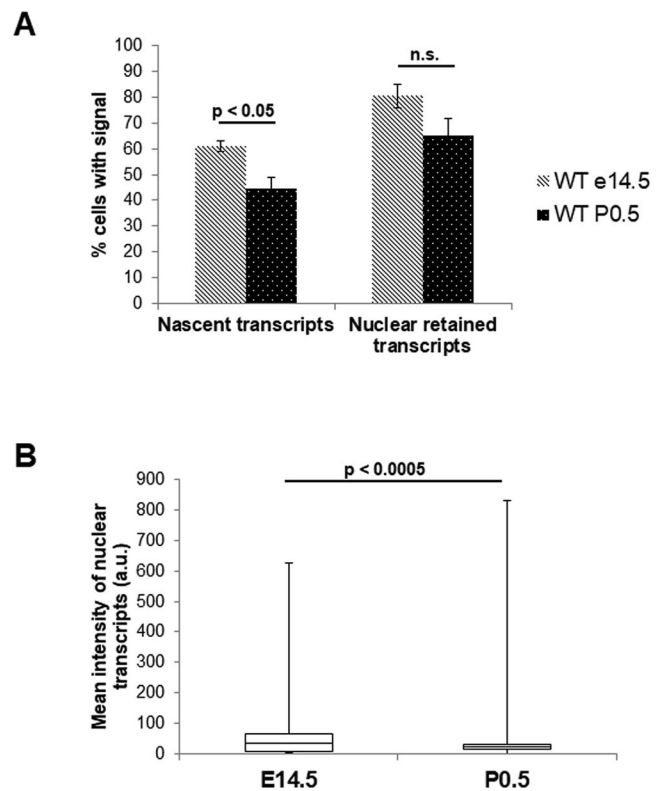 A
100
90
80
70
60
50
40
30
20
10
0
% cells with signal
p < 0.05
n.s.
Nascent transcripts
Nuclear retained
transcripts
WT e14.5
WT P0.5
B
900
800
700
600
500
400
300
200
100
0
Mean intensity of nuclear
transcripts (a.u.)
p < 0.0005
E14.5
P0.5